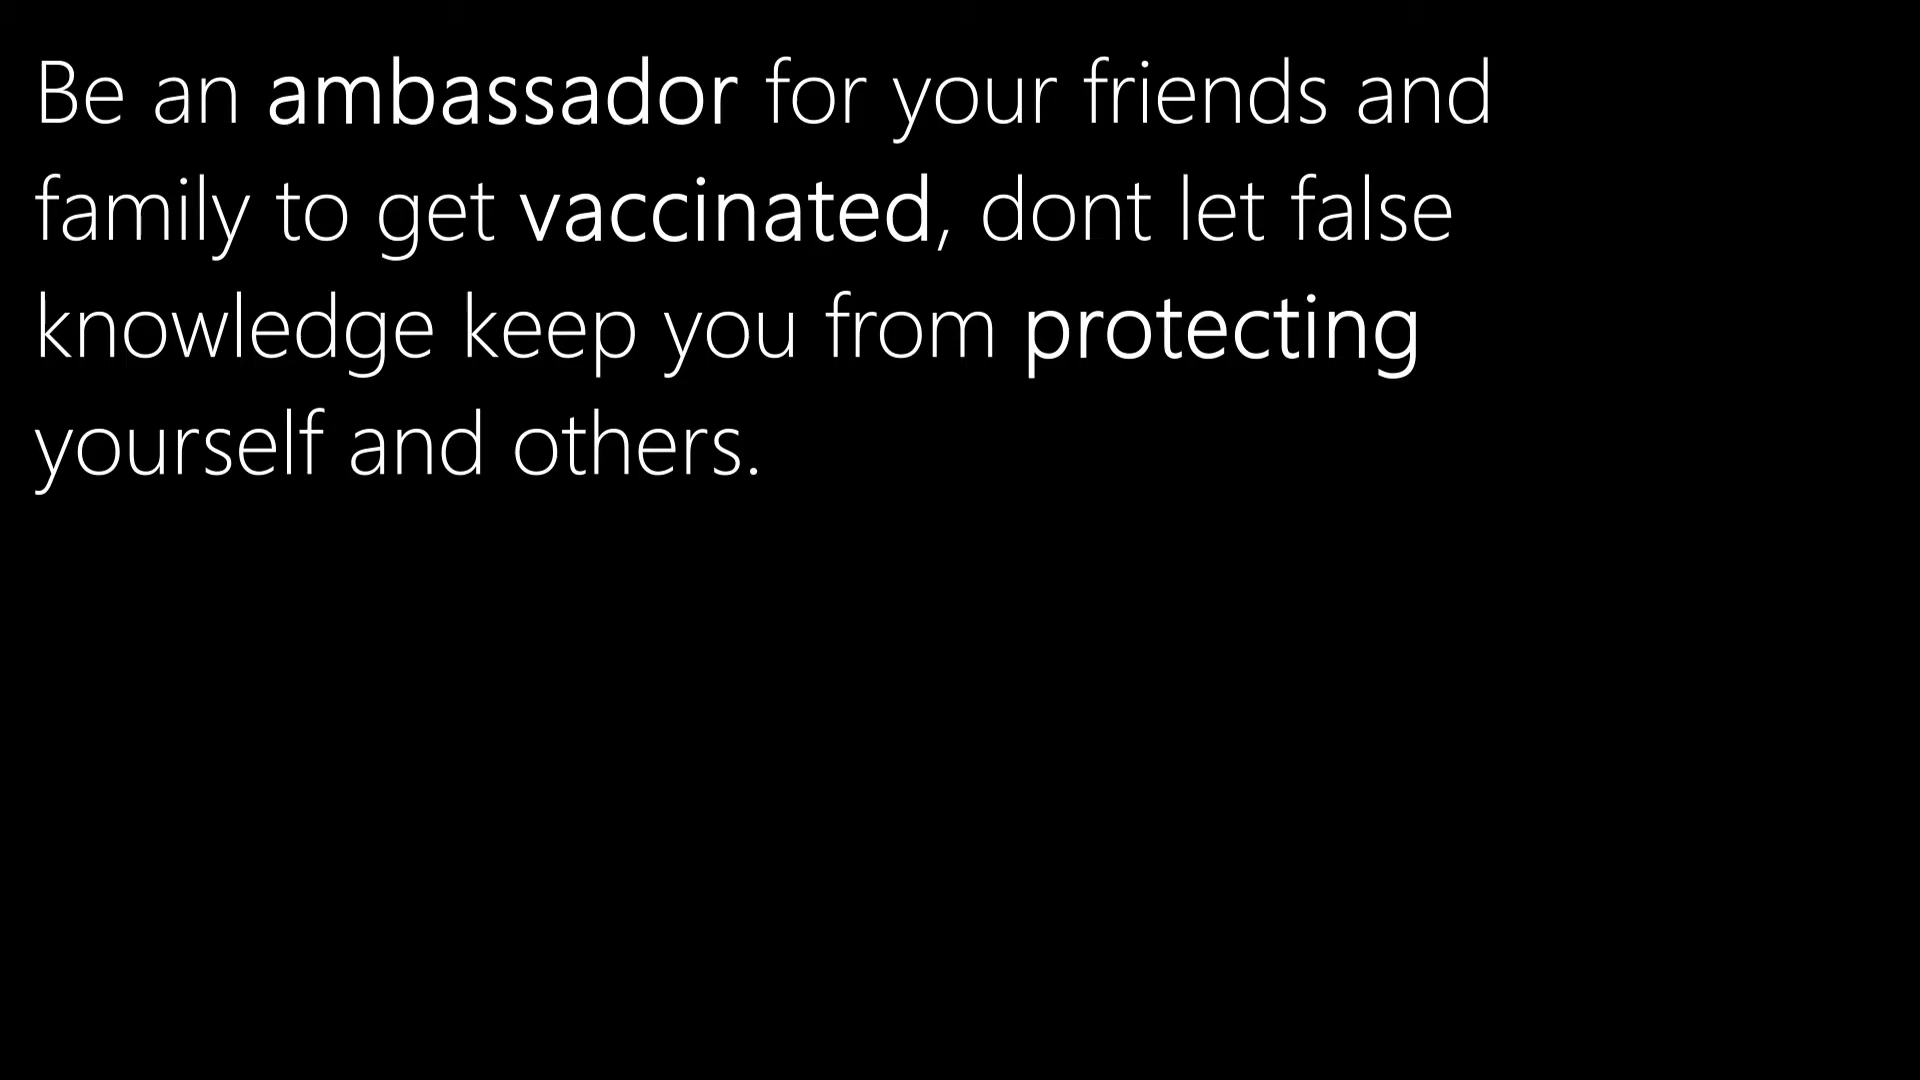 Be an ambassador for your friends and
family to get vaccinated, dont let false
knowledge keep you from protecting
yourself and others.